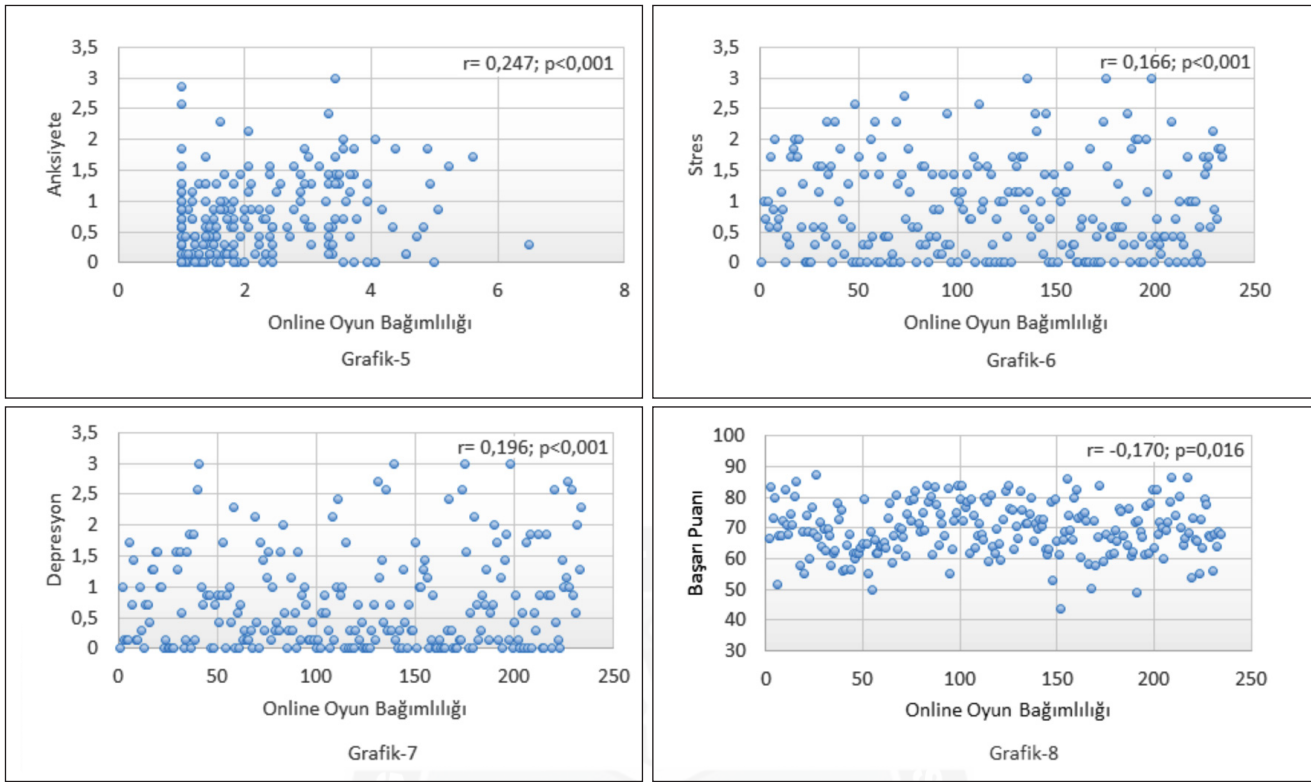 3,5
3
2,5
2
1,5
1
0,5
0
Anksiyete
r= 0,247; p<0,001
0 2 4 6 8
Online Oyun Bağımlılığı
Grafik-5
3,5
3
2,5
2
1,5
1
0,5
0
Stres
r= 0,166; p<0,001
0 50 100 150 200 250
Online Oyun Bağımlılığı
Grafik-6
3,5
3
2,5
2
1,5
1
0,5
0
Depresyon
r= 0,196; p<0,001
0 50 100 150 200 250
Online Oyun Bağımlılığı
Grafik-7
100
90
80
70
60
50
40
30
Başarı Puanı
r= -0,170; p=0,016
0 50 100 150 200 250
Online Oyun Bağımlılığı
Grafik-8